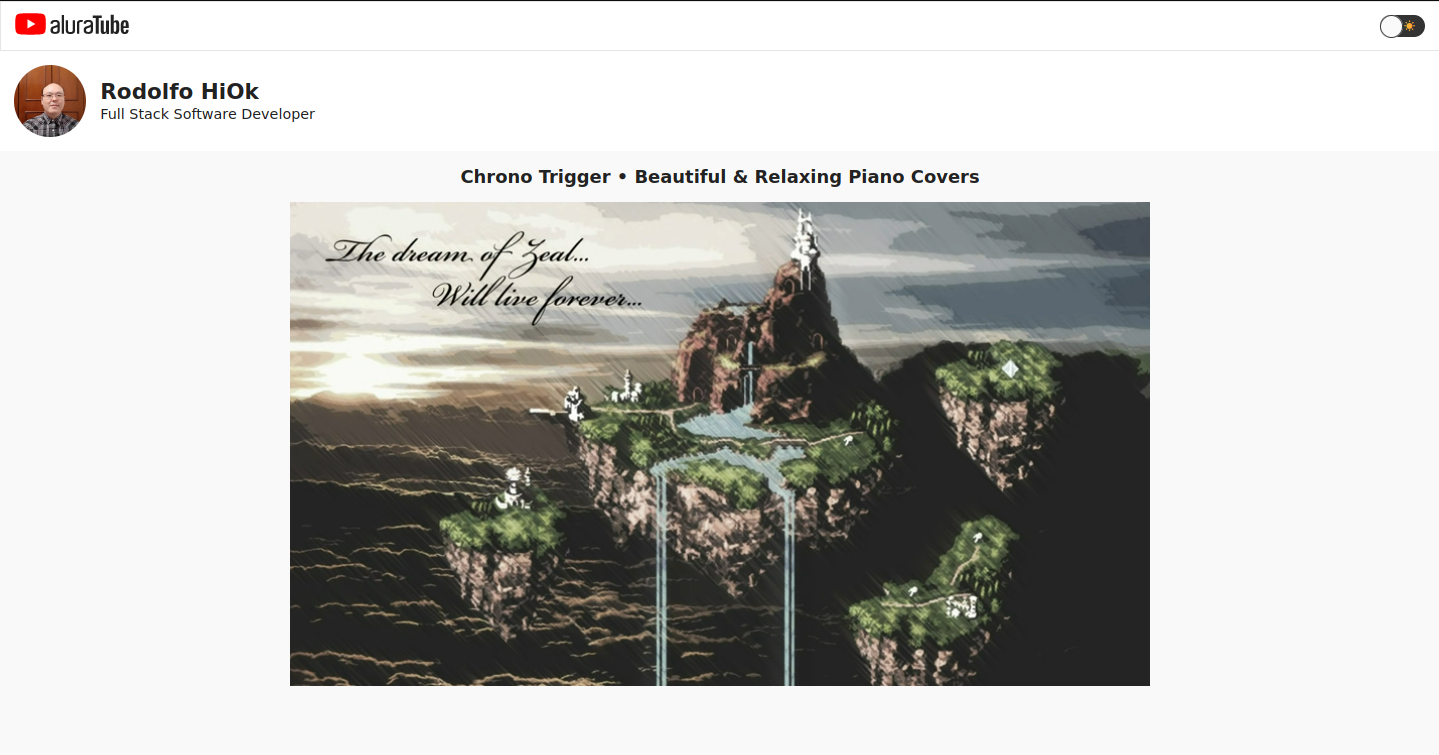 aluraTube
Rodolfo HiOk
Full Stack Software Developer
Chrono Trigger • Beautiful & Relaxing Piano Covers
The dream of Zeal...
Will live forever...